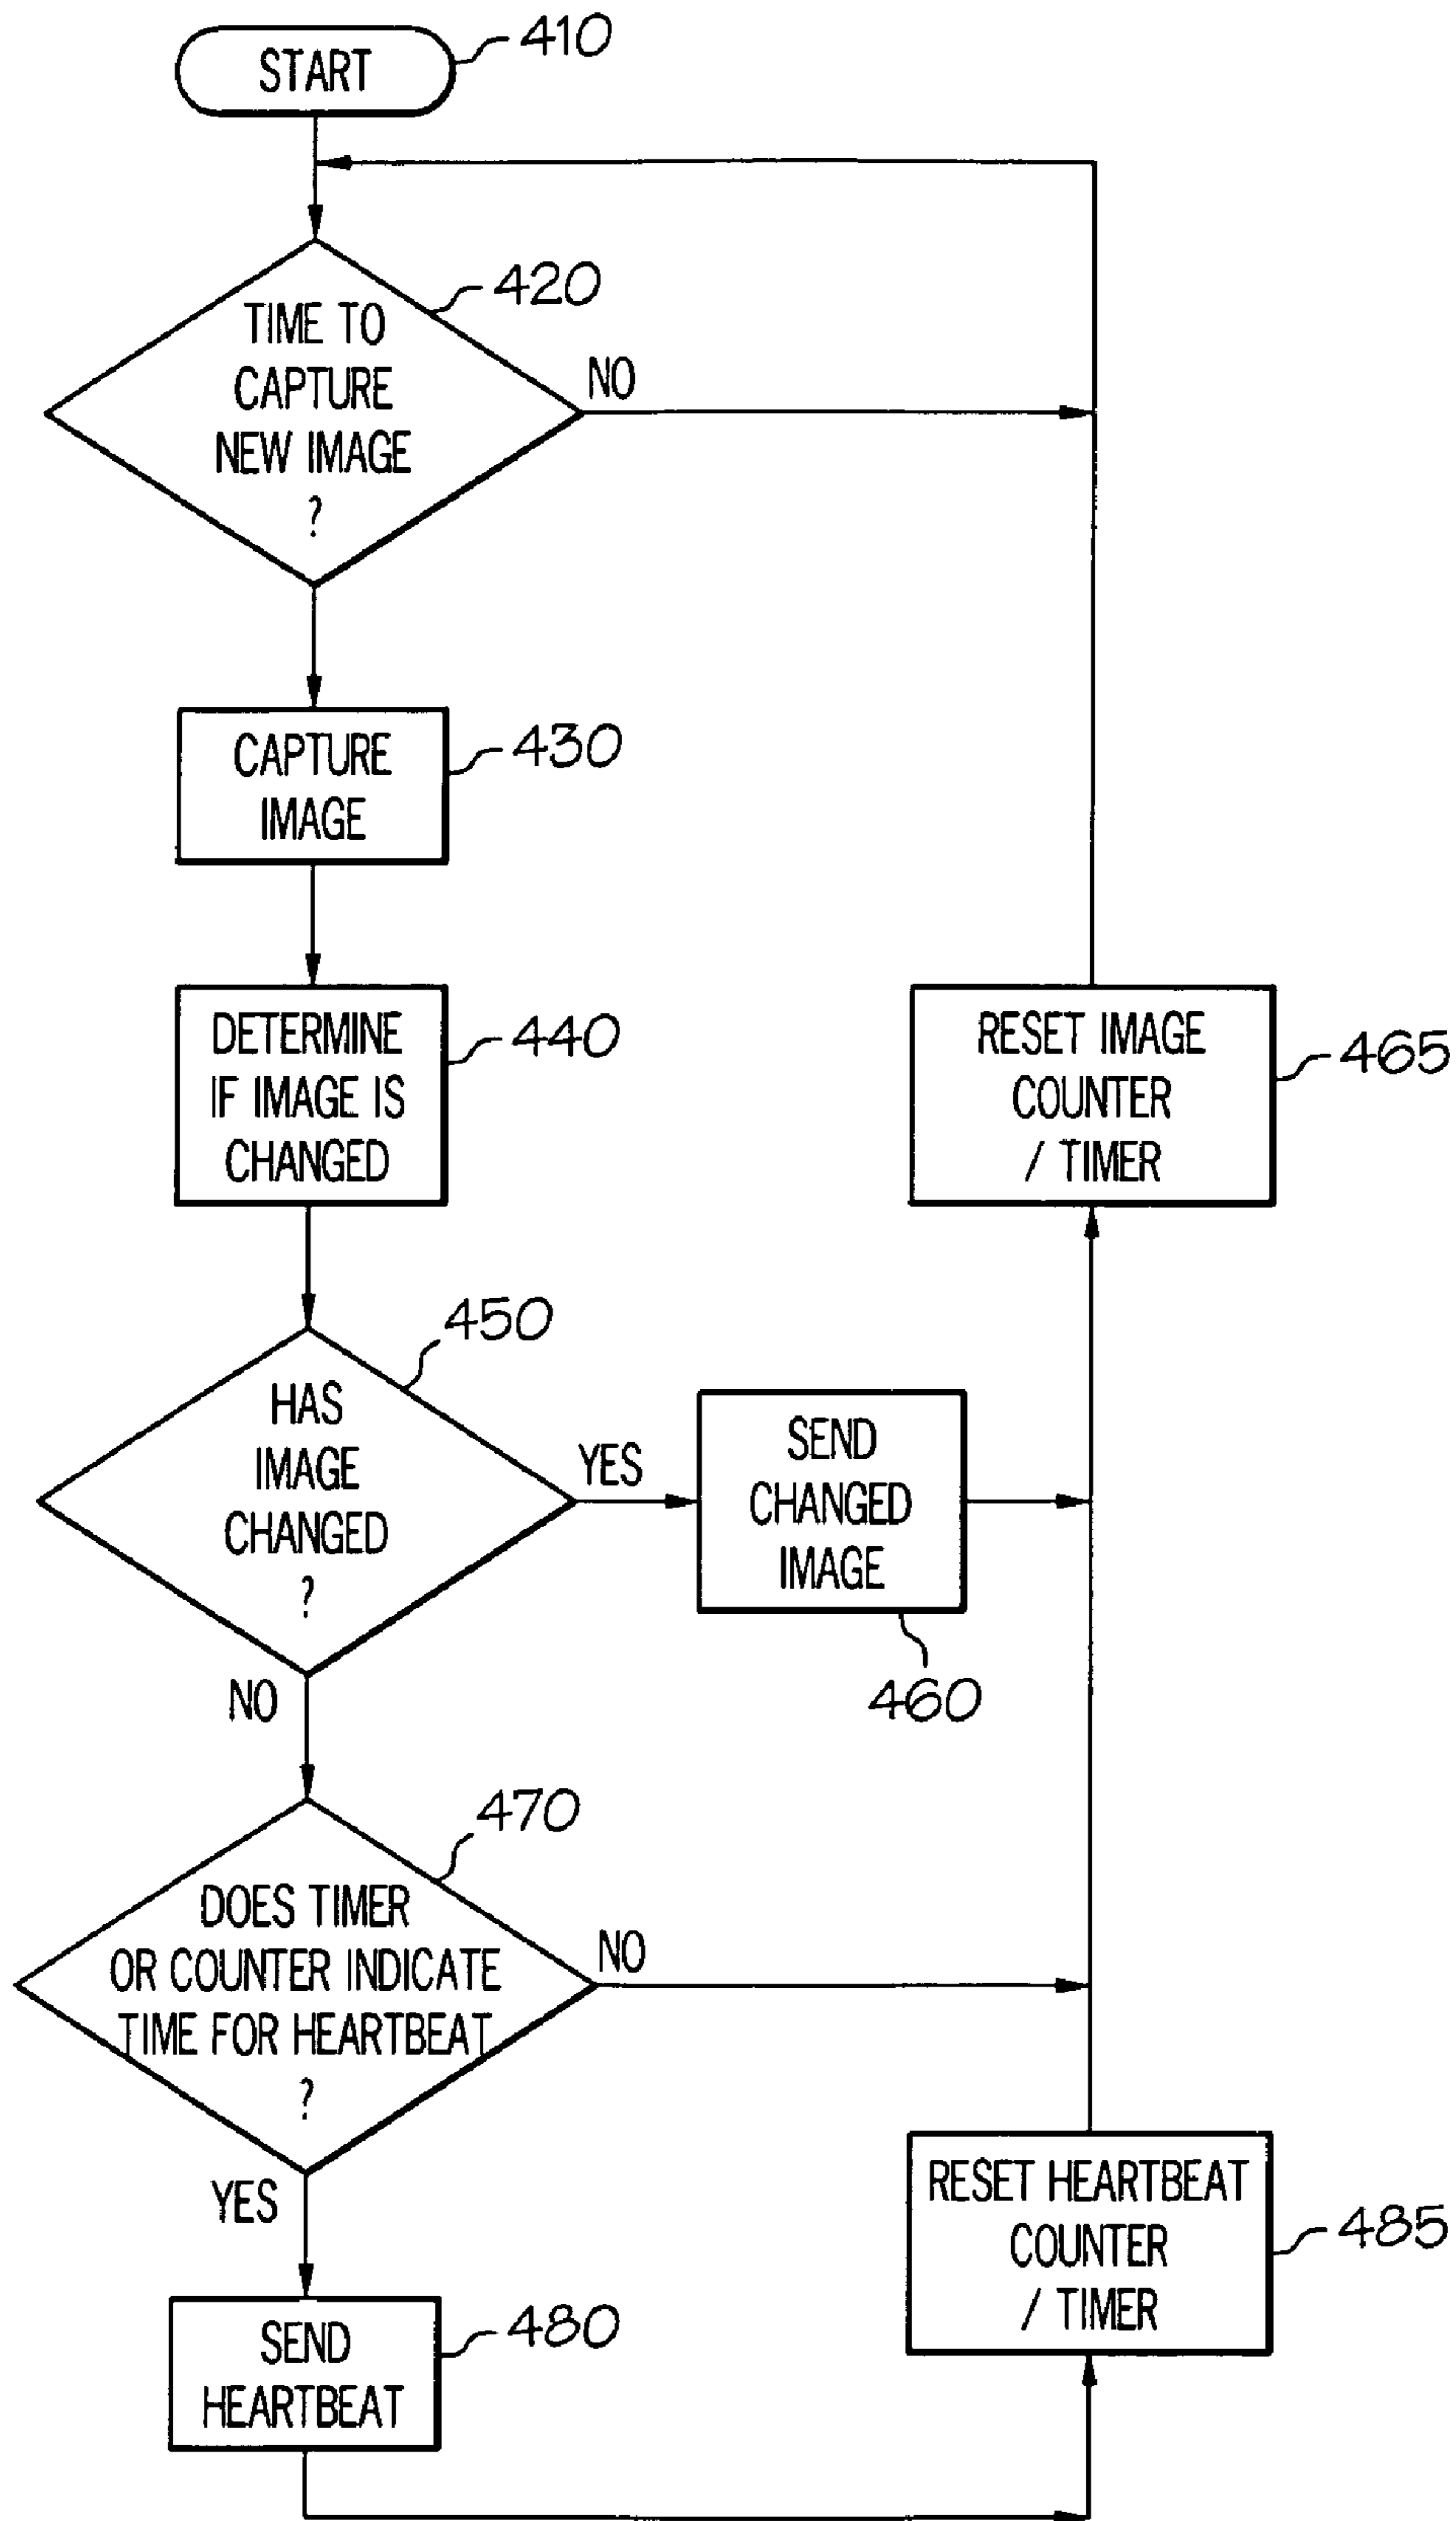 START
410
TIME TO
CAPTURE
NEW IMAGE
?
420
NO
CAPTURE
IMAGE
430
DETERMINE
IF IMAGE IS
CHANGED
440
RESET IMAGE
COUNTER
/ TIMER
465
HAS
IMAGE
CHANGED
?
450
YES
SEND
CHANGED
IMAGE
460
NO
DOES TIMER
OR COUNTER INDICATE
TIME FOR HEARTBEAT
?
470
NO
YES
RESET HEARTBEAT
COUNTER
/ TIMER
485
SEND
HEARTBEAT
480